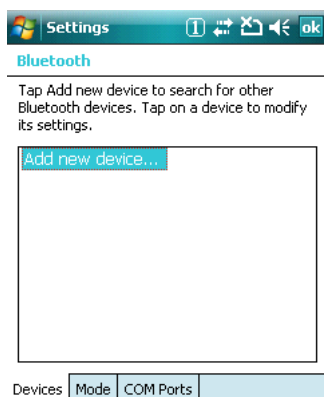 Settings 1 ok
Bluetooth
Tap Add new device to search for other
Bluetooth devices. Tap on a device to modify
its settings.
Add new device...
Devices Mode COM Ports